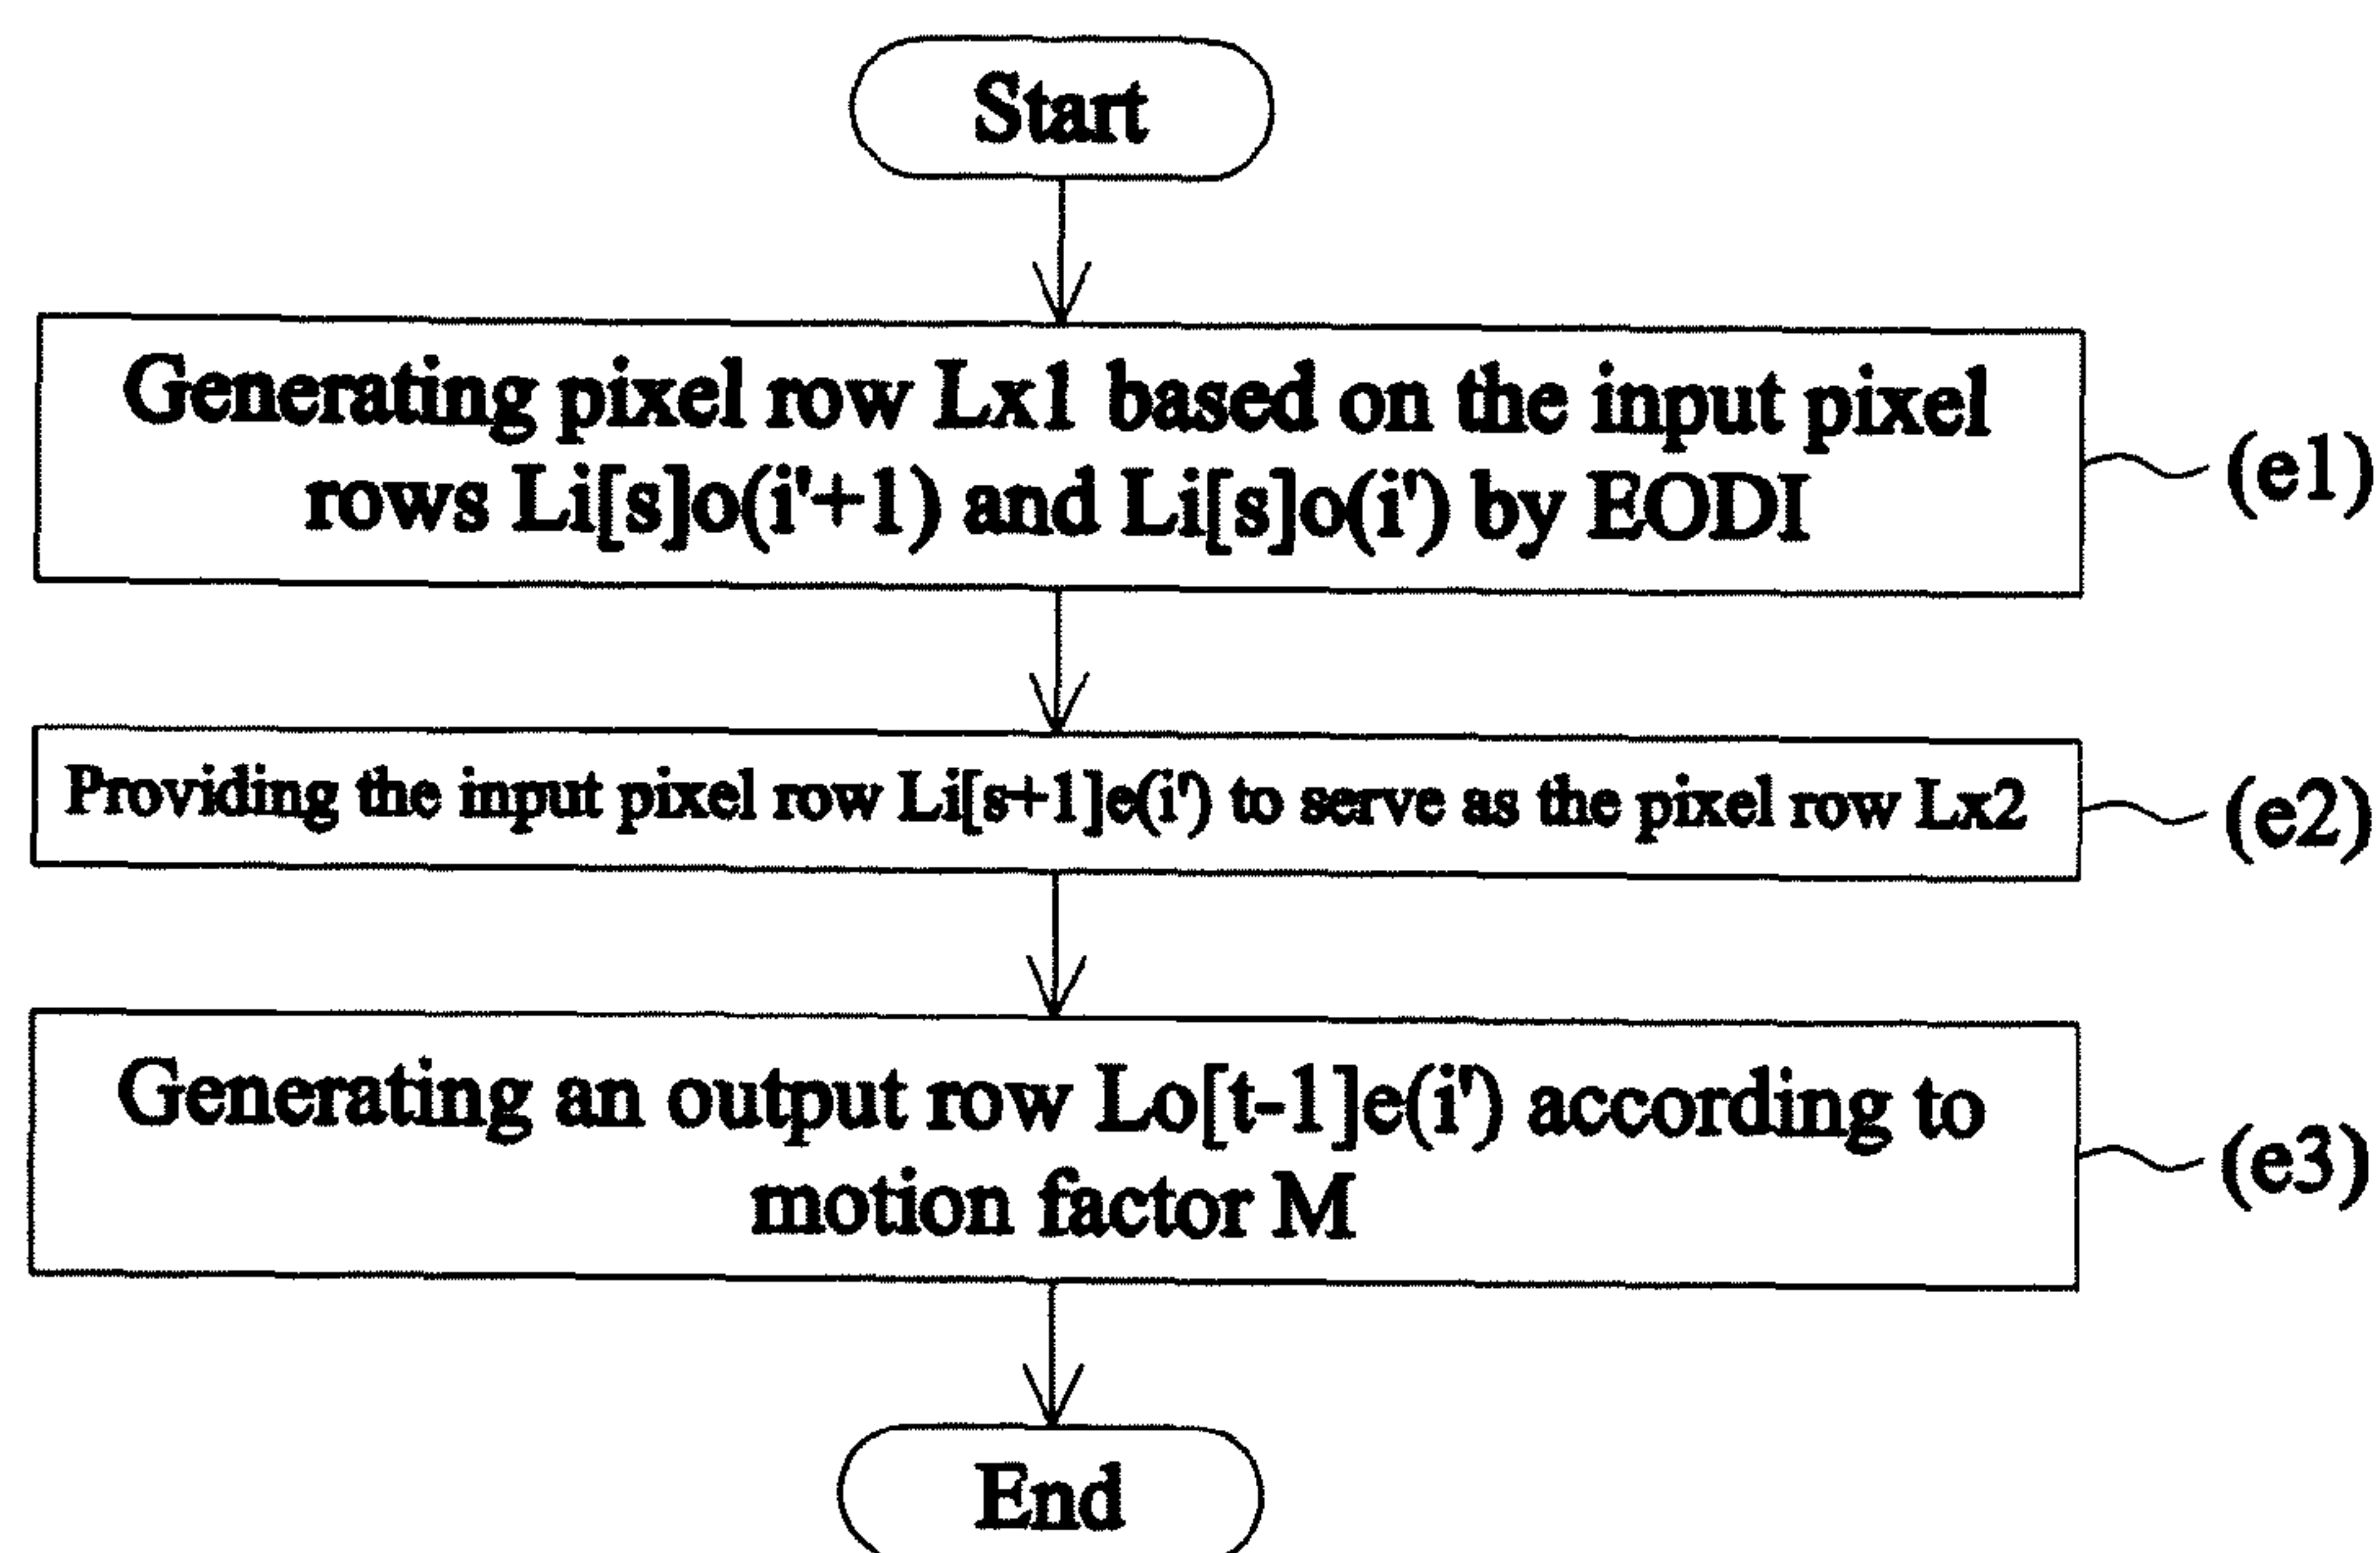 Start
Generating pixel row Lx1 based on the input pixel
rows Li[s]o(i'+1) and Li[s]o(i') by EODI
(e1)
Providing the input pixel row Li[s+1]e(i') to serve as the pixel row Lx2
(e2)
Generating an output row Lo[t-1]e(i') according to
motion factor M
(e3)
End